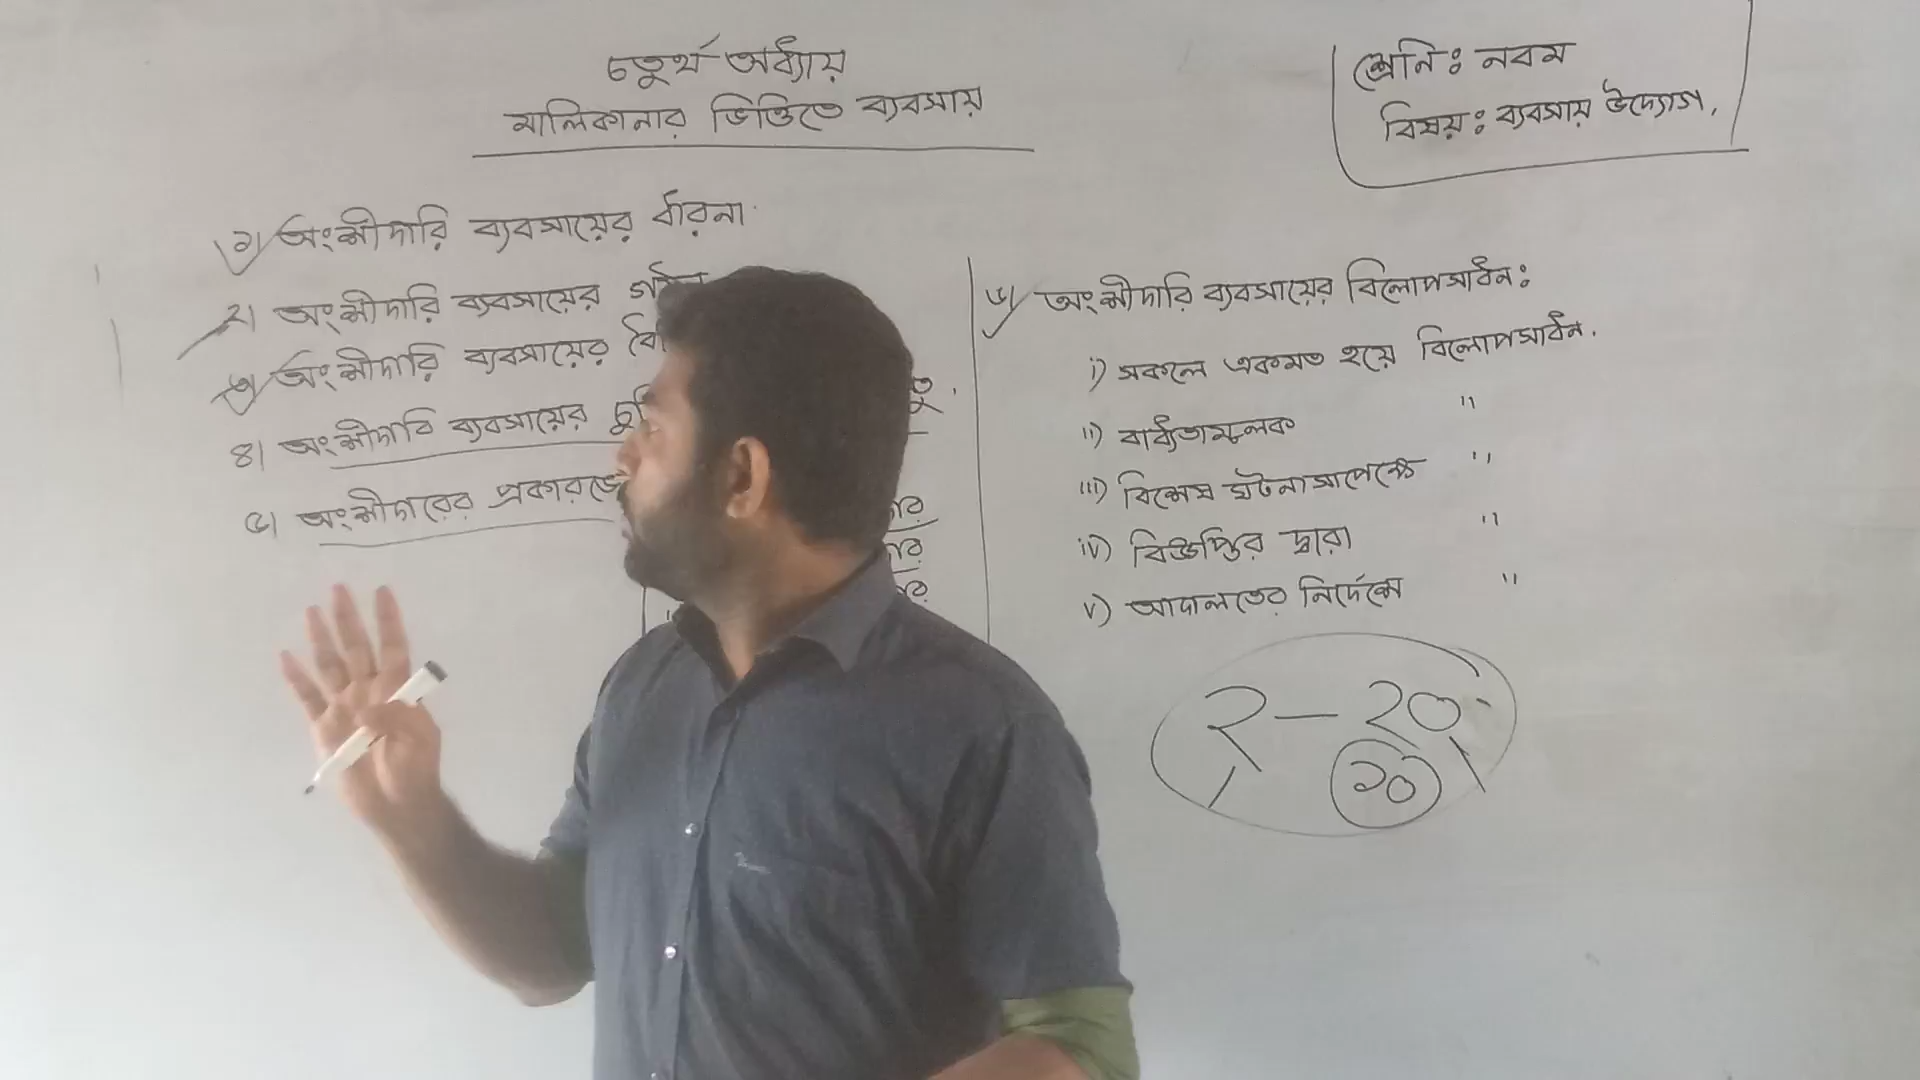 চতুর্থ অধ্যায়
মালিকানার ভিত্তিতে ব্যবসায়
শ্রেনি: নবম
বিষয়: ব্যবসায় উদ্যোগ,
১। অংশীদারি ব্যবসায়ের ধারনা
২। অংশীদারি ব্যবসায়ের গঠন
৩। অংশীদারি ব্যবসায়ের
৪। অংশীদারি ব্যবসায়ের
৫। অংশীদারের
৬। অংশীদারি ব্যবসায়ের বিলোপসাধন:
i) সকলে একমত হয়ে বিলোপসাধন.
ii) বাধ্যতামূলক "
iii) বিশেষ ঘটনাসাপেক্ষে "
iv) বিজ্ঞপ্তির দ্বারা "
v) আদালতের নির্দেশে "
২ — ২০
১০